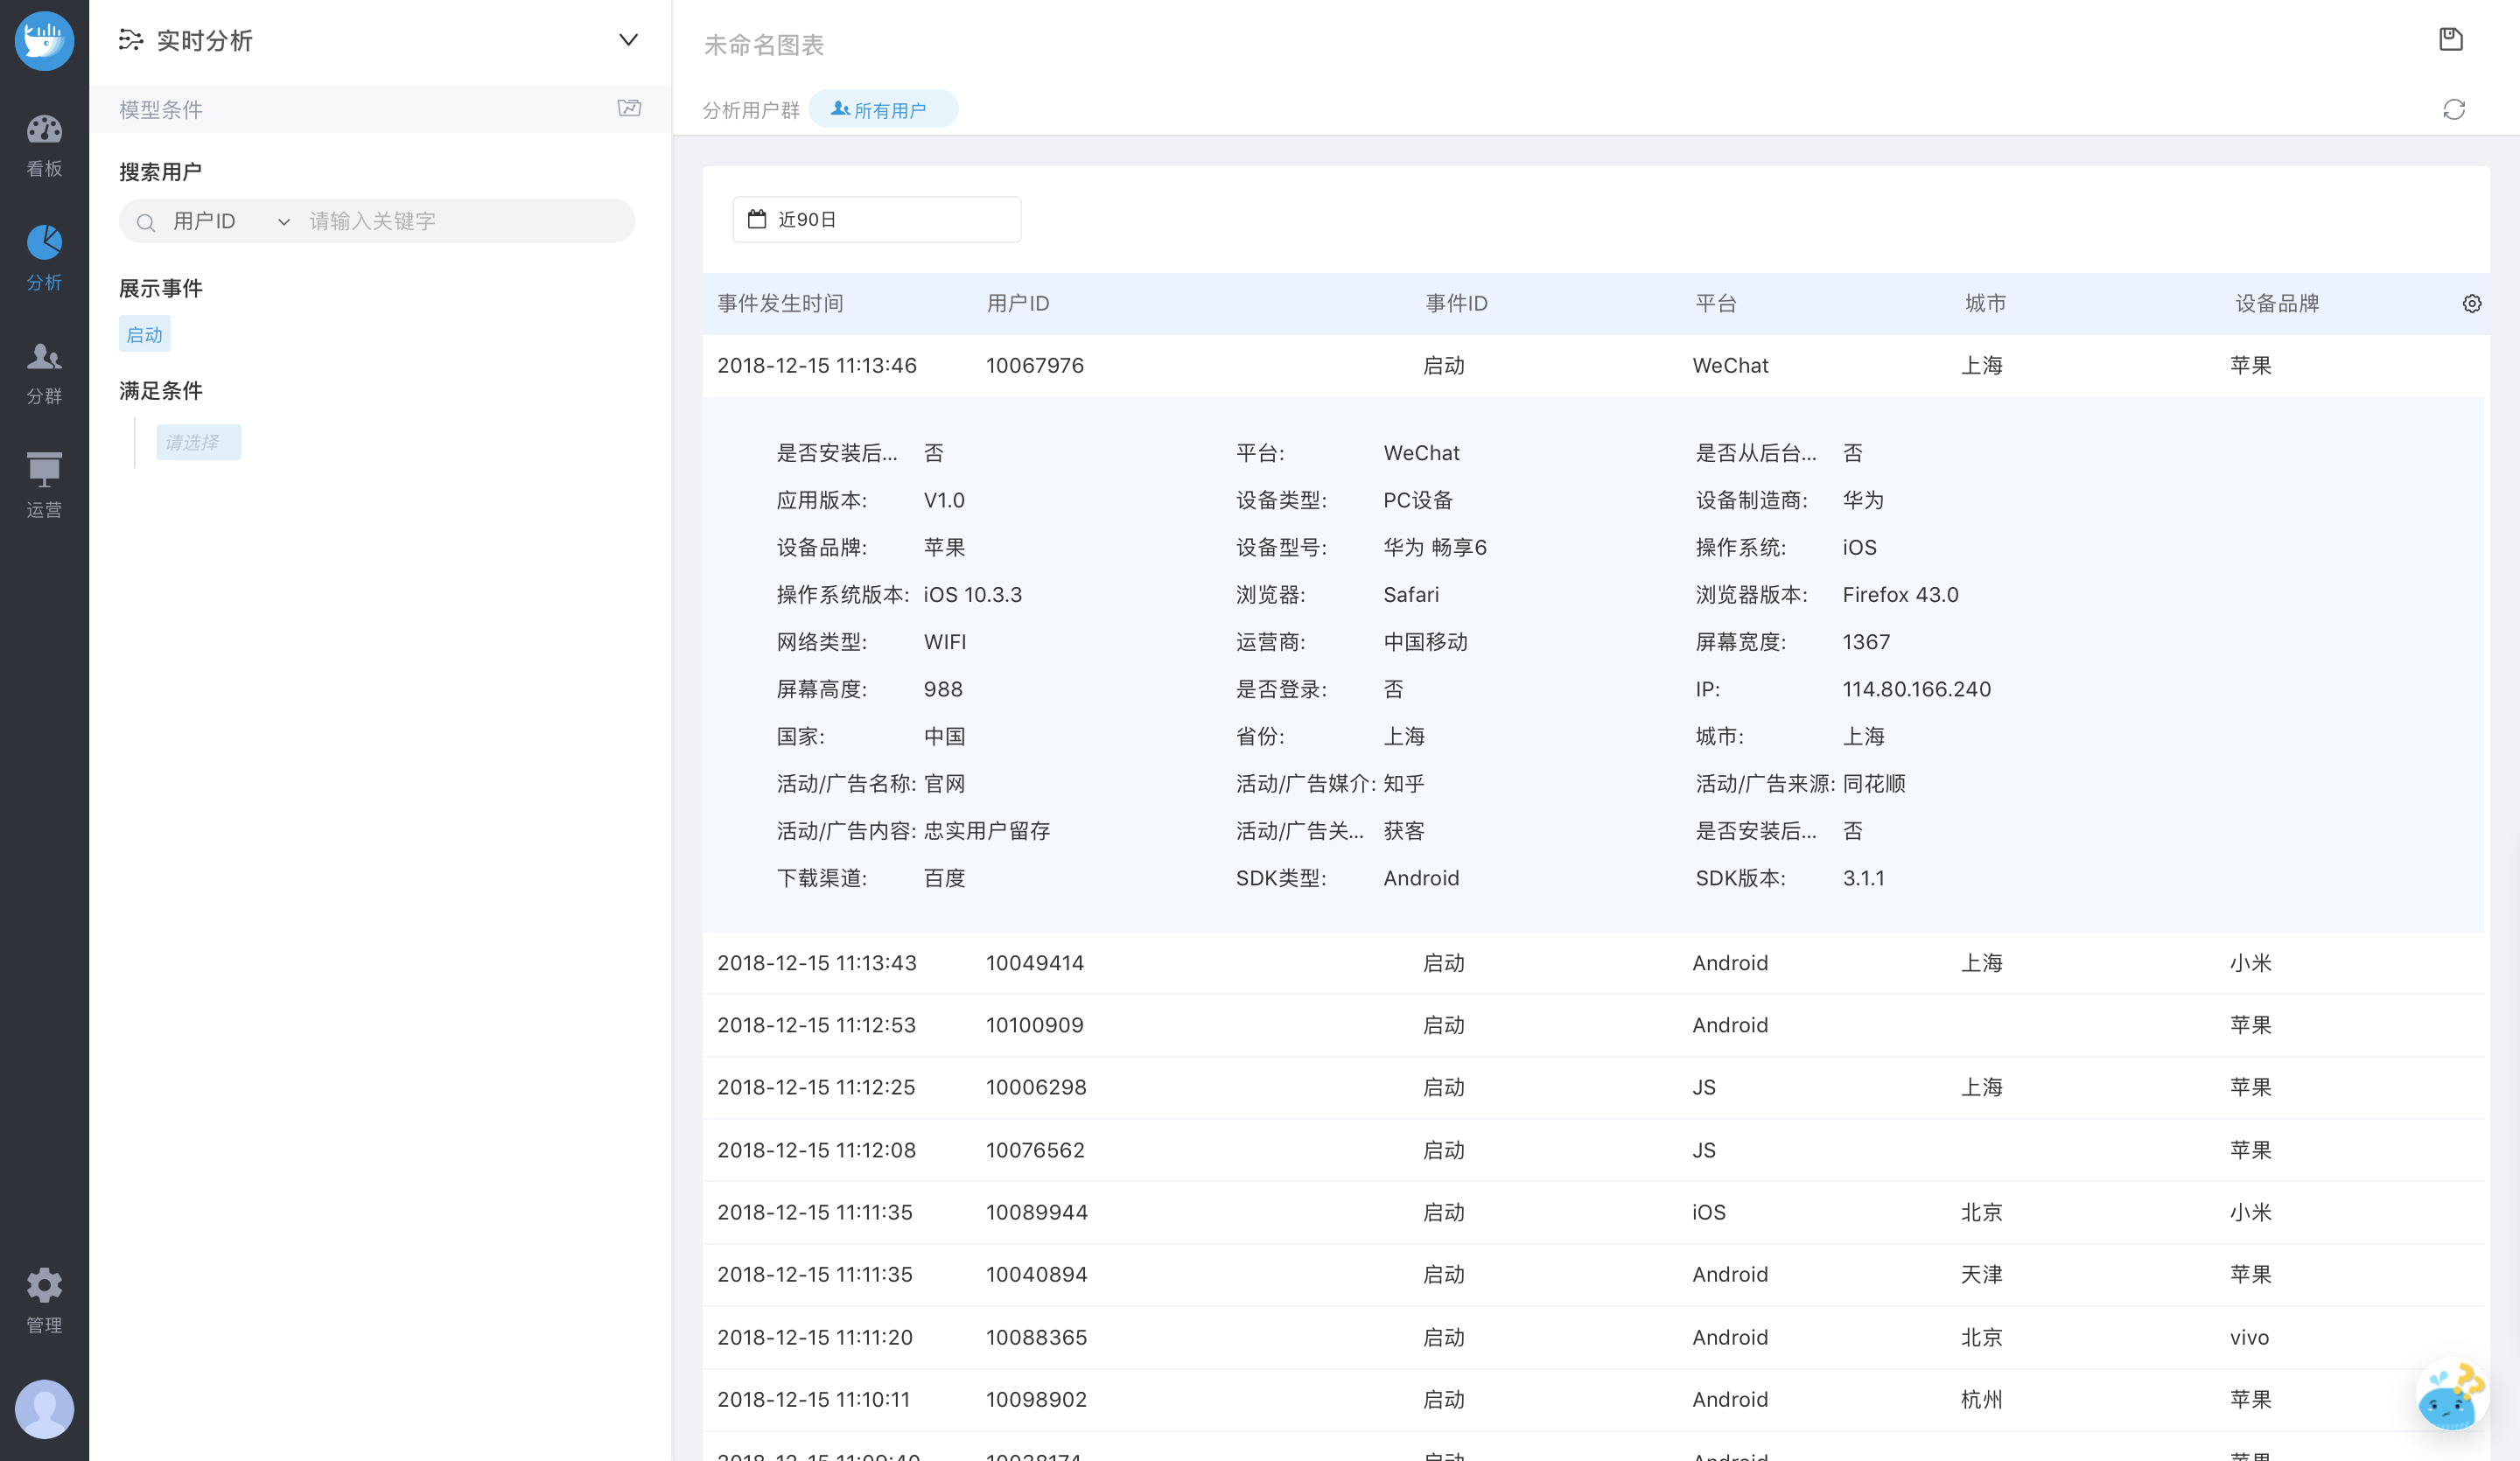 看板
分析
分群
运营
管理
实时分析
模型条件
搜索用户
用户ID 请输入关键字
展示事件
启动
满足条件
请选择
未命名图表
分析用户群 所有用户
近90日
事件发生时间 用户ID 事件ID 平台 城市 设备品牌
2018-12-15 11:13:46 10067976 启动 WeChat 上海 苹果
是否安装后... 否 平台: WeChat 是否从后台... 否
应用版本: V1.0 设备类型: PC设备 设备制造商: 华为
设备品牌: 苹果 设备型号: 华为 畅享6 操作系统: iOS
操作系统版本: iOS 10.3.3 浏览器: Safari 浏览器版本: Firefox 43.0
网络类型: WIFI 运营商: 中国移动 屏幕宽度: 1367
屏幕高度: 988 是否登录: 否 IP: 114.80.166.240
国家: 中国 省份: 上海 城市: 上海
活动/广告名称: 官网 活动/广告媒介: 知乎 活动/广告来源: 同花顺
活动/广告内容: 忠实用户留存 活动/广告关... 获客 是否安装后... 否
下载渠道: 百度 SDK类型: Android SDK版本: 3.1.1
2018-12-15 11:13:43 10049414 启动 Android 上海 小米
2018-12-15 11:12:53 10100909 启动 Android 苹果
2018-12-15 11:12:25 10006298 启动 JS 上海 苹果
2018-12-15 11:12:08 10076562 启动 JS 苹果
2018-12-15 11:11:35 10089944 启动 iOS 北京 小米
2018-12-15 11:11:35 10040894 启动 Android 天津 苹果
2018-12-15 11:11:20 10088365 启动 Android 北京 vivo
2018-12-15 11:10:11 10098902 启动 Android 杭州 苹果
2018-12-15 11:09:40 10038174 启动 Android 苹果